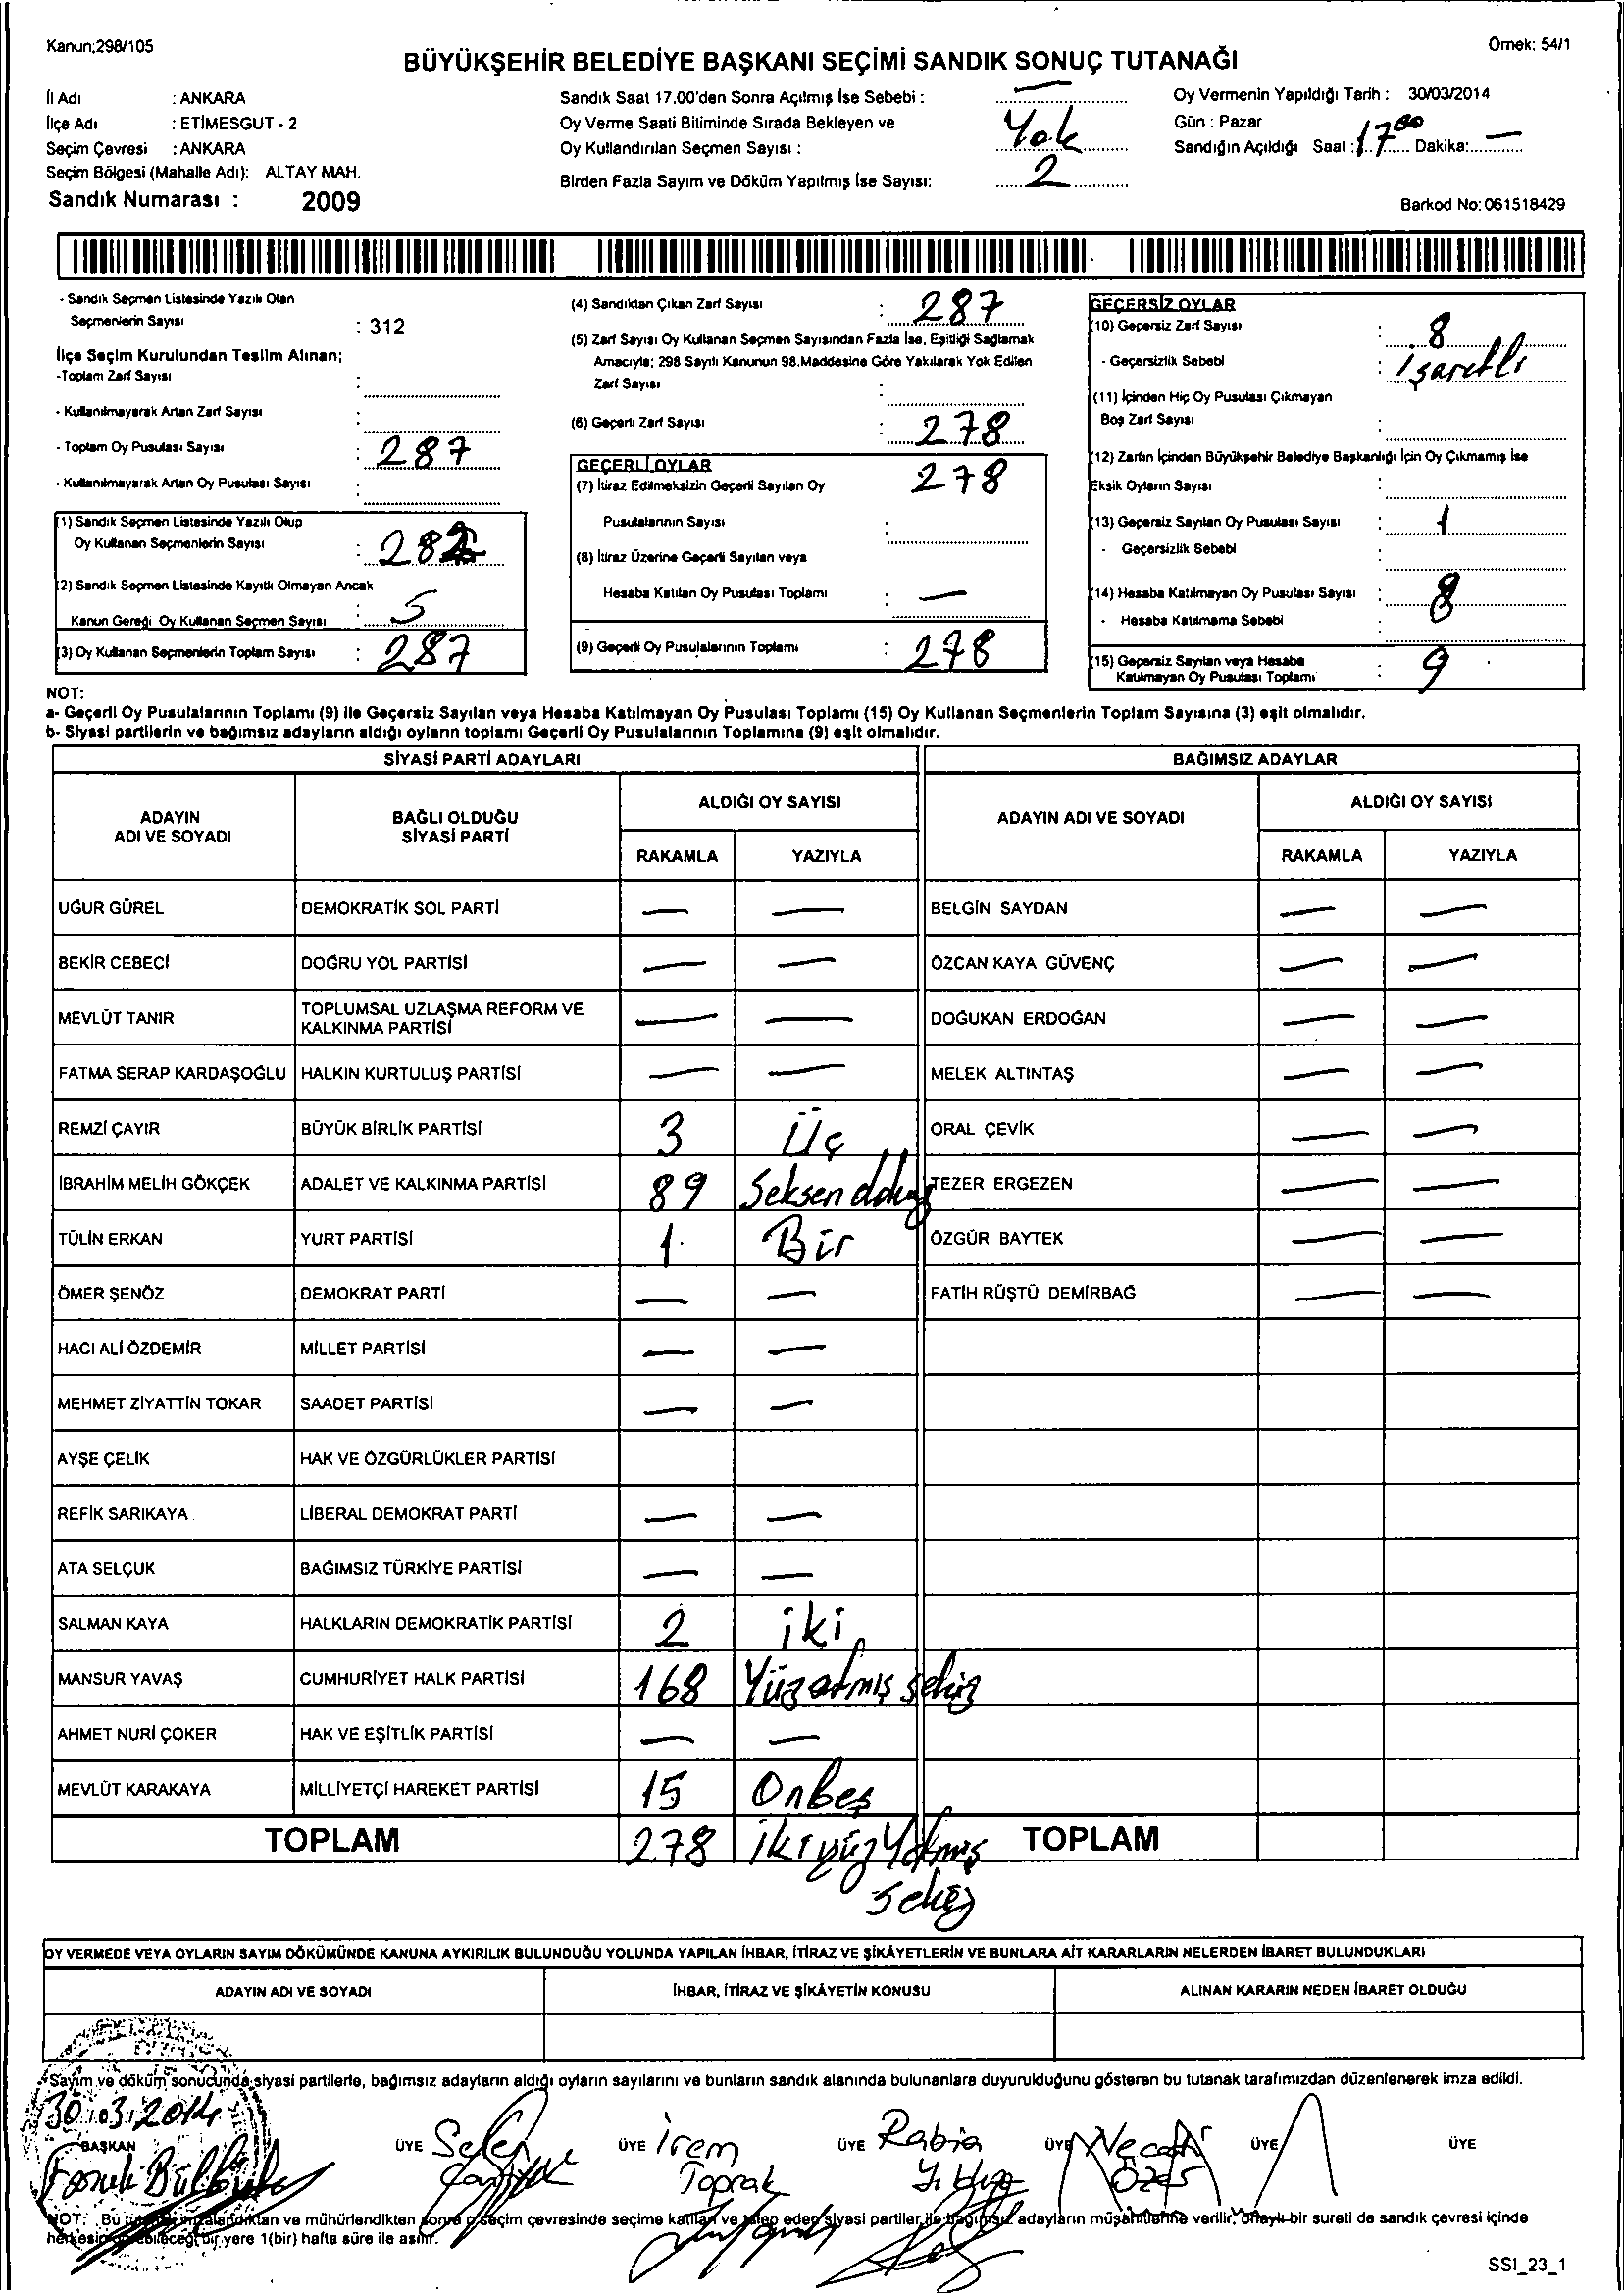 Kanun;298/105
Örnek: 54/1
BÜYÜKŞEHİR BELEDİYE BAŞKANI SEÇİMİ SANDIK SONUÇ TUTANAĞI
İl Adı : ANKARA
İlçe Adı : ETİMESGUT - 2
Seçim Çevresi : ANKARA
Seçim Bölgesi (Mahalle Adı): ALTAY MAH.
Sandık Numarası : 2009
Sandık Saat 17.00'den Sonra Açılmış İse Sebebi : —
Oy Verme Saati Bitiminde Sırada Bekleyen ve
Oy Kullandırılan Seçmen Sayısı : Yok
Birden Fazla Sayım ve Döküm Yapılmış İse Sayısı: 2
Oy Vermenin Yapıldığı Tarih : 30/03/2014
Gün : Pazar
Sandığın Açıldığı Saat : 17 00 Dakika: —
Barkod No: 061518429
- Sandık Seçmen Listesinde Yazılı Olan
Seçmenlerin Sayısı : 312
İlçe Seçim Kurulundan Teslim Alınan;
-Toplam Zarf Sayısı :
- Kullanılmayarak Artan Zarf Sayısı :
- Toplam Oy Pusulası Sayısı : 287
- Kullanılmayarak Artan Oy Pusulası Sayısı :
(1) Sandık Seçmen Listesinde Yazılı Olup
Oy Kullanan Seçmenlerin Sayısı : 282
(2) Sandık Seçmen Listesinde Kayıtlı Olmayan Ancak
Kanun Gereği Oy Kullanan Seçmen Sayısı : 5
(3) Oy Kullanan Seçmenlerin Toplam Sayısı : 287
(4) Sandıktan Çıkan Zarf Sayısı : 287
(5) Zarf Sayısı Oy Kullanan Seçmen Sayısından Fazla İse, Eşitliği Sağlamak
Amacıyla; 298 Sayılı Kanunun 98.Maddesine Göre Yakılarak Yok Edilen
Zarf Sayısı :
(6) Geçerli Zarf Sayısı : 278
GEÇERLİ OYLAR
(7) İtiraz Edilmeksizin Geçerli Sayılan Oy 278
Pusulalarının Sayısı :
(8) İtiraz Üzerine Geçerli Sayılan veya
Hesaba Katılan Oy Pusulası Toplamı : —
(9) Geçerli Oy Pusulalarının Toplamı : 278
GEÇERSİZ OYLAR
(10) Geçersiz Zarf Sayısı : 8
- Geçersizlik Sebebi : İşaretli
(11) İçinden Hiç Oy Pusulası Çıkmayan
Boş Zarf Sayısı :
(12) Zarfın İçinden Büyükşehir Belediye Başkanlığı İçin Oy Çıkmamış İse
Eksik Oyların Sayısı :
(13) Geçersiz Sayılan Oy Pusulası Sayısı : 1
- Geçersizlik Sebebi
(14) Hesaba Katılmayan Oy Pusulası Sayısı : 8
- Hesaba Katılmama Sebebi
(15) Geçersiz Sayılan veya Hesaba
Katılmayan Oy Pusulası Toplamı : 9
NOT:
a- Geçerli Oy Pusulalarının Toplamı (9) ile Geçersiz Sayılan veya Hesaba Katılmayan Oy Pusulası Toplamı (15) Oy Kullanan Seçmenlerin Toplam Sayısına (3) eşit olmalıdır.
b- Siyasi partilerin ve bağımsız adayların aldığı oyların toplamı Geçerli Oy Pusulalarının Toplamına (9) eşit olmalıdır.
SİYASİ PARTİ ADAYLARI
BAĞIMSIZ ADAYLAR
ADAYIN ADI VE SOYADI
BAĞLI OLDUĞU SİYASİ PARTİ
ALDIĞI OY SAYISI
ADAYIN ADI VE SOYADI
ALDIĞI OY SAYISI
RAKAMLA YAZIYLA
RAKAMLA YAZIYLA
UĞUR GÜREL DEMOKRATİK SOL PARTİ — — BELGİN SAYDAN — —
BEKİR CEBECİ DOĞRU YOL PARTİSİ — — ÖZCAN KAYA GÜVENÇ — —
MEVLÜT TANIR TOPLUMSAL UZLAŞMA REFORM VE KALKINMA PARTİSİ — — DOĞUKAN ERDOĞAN — —
FATMA SERAP KARDAŞOĞLU HALKIN KURTULUŞ PARTİSİ — — MELEK ALTINTAŞ — —
REMZİ ÇAYIR BÜYÜK BİRLİK PARTİSİ 3 Üç ORAL ÇEVİK — —
İBRAHİM MELİH GÖKÇEK ADALET VE KALKINMA PARTİSİ 89 Seksen dokuz TEZER ERGEZEN — —
TÜLİN ERKAN YURT PARTİSİ 1 Bir ÖZGÜR BAYTEK — —
ÖMER ŞENÖZ DEMOKRAT PARTİ — — FATİH RÜŞTÜ DEMİRBAĞ — —
HACI ALİ ÖZDEMİR MİLLET PARTİSİ — —
MEHMET ZİYATTİN TOKAR SAADET PARTİSİ — —
AYŞE ÇELİK HAK VE ÖZGÜRLÜKLER PARTİSİ
REFİK SARIKAYA LİBERAL DEMOKRAT PARTİ — —
ATA SELÇUK BAĞIMSIZ TÜRKİYE PARTİSİ — —
SALMAN KAYA HALKLARIN DEMOKRATİK PARTİSİ 2 iki
MANSUR YAVAŞ CUMHURİYET HALK PARTİSİ 168 Yüzatmış sekiz
AHMET NURİ ÇOKER HAK VE EŞİTLİK PARTİSİ — —
MEVLÜT KARAKAYA MİLLİYETÇİ HAREKET PARTİSİ 15 Onbeş
TOPLAM 278 ikiyüzYetmiş TOPLAM
sekiz
OY VERMEDE VEYA OYLARIN SAYIM DÖKÜMÜNDE KANUNA AYKIRILIK BULUNDUĞU YOLUNDA YAPILAN İHBAR, İTİRAZ VE ŞİKÂYETLERİN VE BUNLARA AİT KARARLARIN NELERDEN İBARET BULUNDUKLARI
ADAYIN ADI VE SOYADI İHBAR, İTİRAZ VE ŞİKÂYETİN KONUSU ALINAN KARARIN NEDEN İBARET OLDUĞU
Sayım ve döküm sonucunda siyasi partilerle, bağımsız adayların aldığı oyların sayılarını ve bunların sandık alanında bulunanlara duyurulduğunu gösteren bu tutanak tarafımızdan düzenlenerek imza edildi.
30.03.2014
BAŞKAN ÜYE ÜYE İrem ÜYE Rabia ÜYE Necati ÜYE ÜYE
Toprak Yıldız Özer
NOT: Bu tutanak imzalandıktan ve mühürlendikten sonra o seçim çevresinde seçime katılan ve talep eden siyasi partiler ile bağımsız adayların müşahitlerine verilir, onaylı bir sureti de sandık çevresi içinde
herkesin görebileceği bir yere 1(bir) hafta süre ile asılır.
SSI_23_1